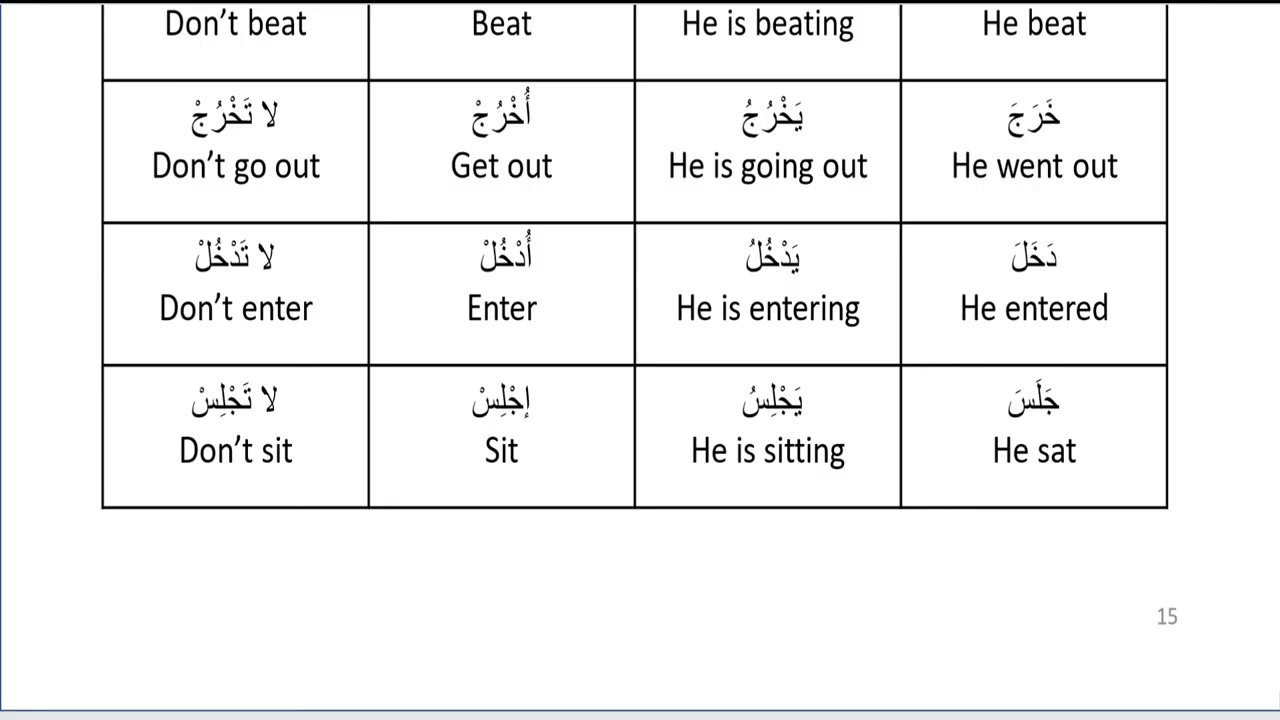 He beat
He is beating
Beat
Don’t beat
خَرَجَ
He went out
يَخْرُجُ
He is going out
أُخْرُجْ
Get out
لا تَخْرُجْ
Don’t go out
دَخَلَ
He entered
يَدْخُلُ
He is entering
أُدْخُلْ
Enter
لا تَدْخُلْ
Don’t enter
جَلَسَ
He sat
يَجْلِسُ
He is sitting
إجْلِسْ
Sit
لا تَجْلِسْ
Don’t sit
15